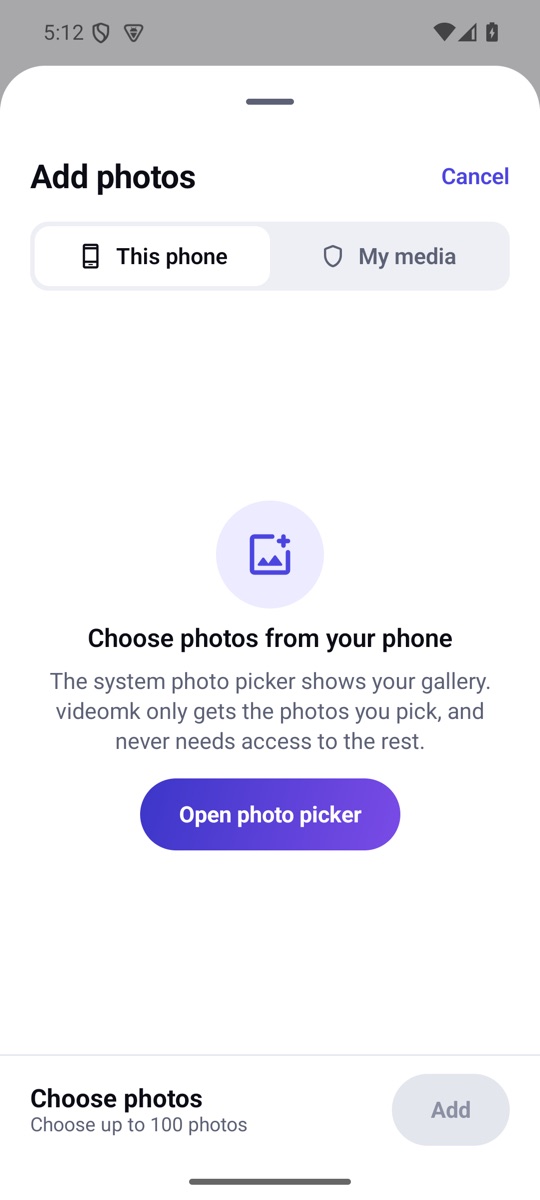 5:12
Add photos
Cancel
This phone
My media
Choose photos from your phone
The system photo picker shows your gallery.
videomk only gets the photos you pick, and
never needs access to the rest.
Open photo picker
Choose photos
Choose up to 100 photos
Add